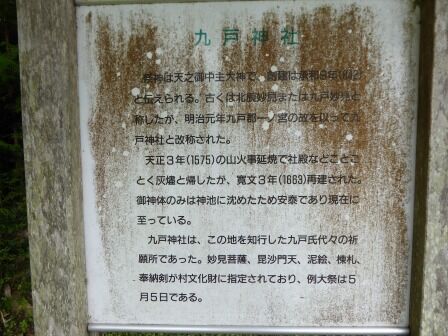 九戸神社
祭神は天之御中主大神で、創建は承和9年(842)
と伝えられる。古くは北辰妙見または九戸妙見と
称したが、明治元年九戸郡一ノ宮の故を以って九
戸神社と改称された。
天正3年(1575)の山火事延焼で社殿などことご
とく灰燼と帰したが、寛文3年(1663)再建された。
御神体のみは神池に沈めたため安泰であり現在に
至っている。
九戸神社は、この地を知行した九戸氏代々の祈
願所であった。妙見菩薩、毘沙門天、泥絵、棟札、
奉納剣が村文化財に指定されており、例大祭は5
月5日である。